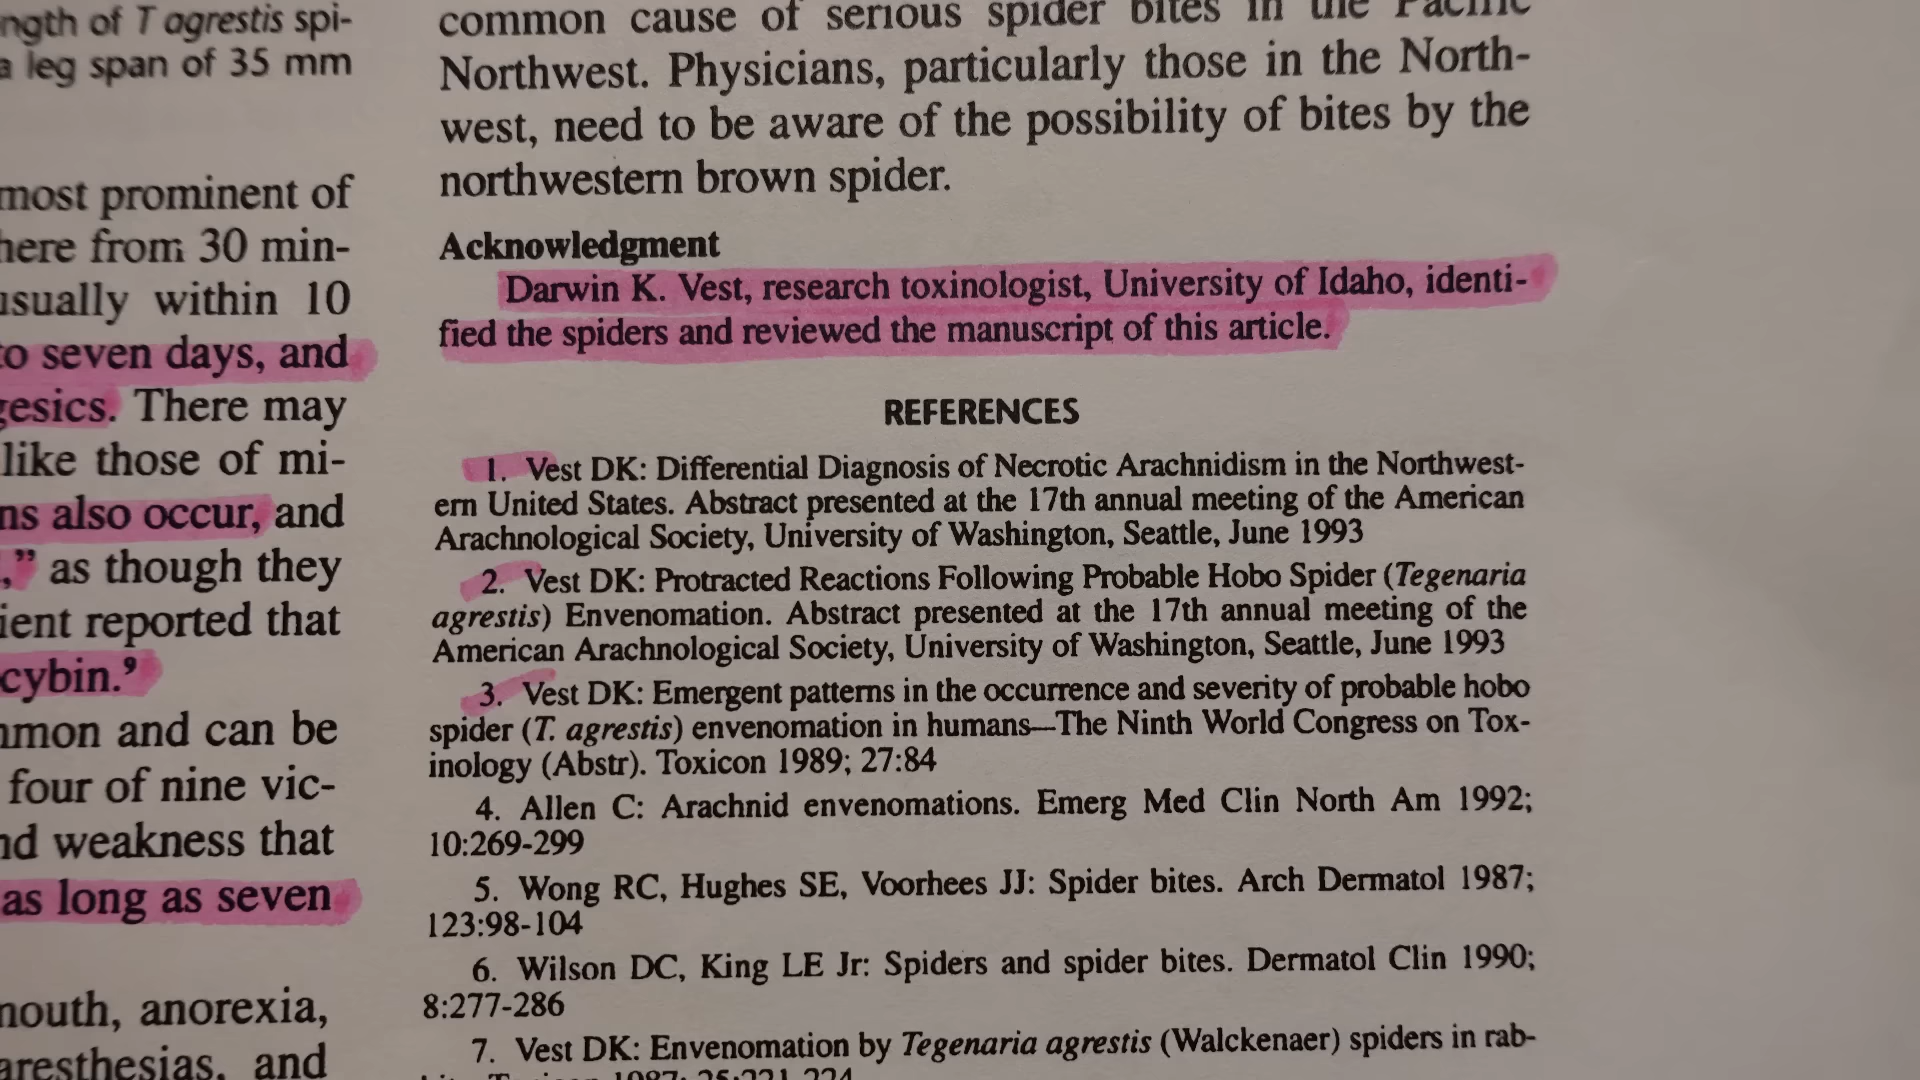 ngth of T agrestis spi-
a leg span of 35 mm
most prominent of
here from 30 min-
usually within 10
to seven days, and
gesics. There may
like those of mi-
ns also occur, and
," as though they
ient reported that
cybin.9
mmon and can be
four of nine vic-
nd weakness that
as long as seven
mouth, anorexia,
aresthesias, and
common cause of serious spider bites in the Pacific
Northwest. Physicians, particularly those in the North-
west, need to be aware of the possibility of bites by the
northwestern brown spider.
Acknowledgment
Darwin K. Vest, research toxinologist, University of Idaho, identi-
fied the spiders and reviewed the manuscript of this article.
REFERENCES
1. Vest DK: Differential Diagnosis of Necrotic Arachnidism in the Northwest-
ern United States. Abstract presented at the 17th annual meeting of the American
Arachnological Society, University of Washington, Seattle, June 1993
2. Vest DK: Protracted Reactions Following Probable Hobo Spider (Tegenaria
agrestis) Envenomation. Abstract presented at the 17th annual meeting of the
American Arachnological Society, University of Washington, Seattle, June 1993
3. Vest DK: Emergent patterns in the occurrence and severity of probable hobo
spider (T. agrestis) envenomation in humans—The Ninth World Congress on Tox-
inology (Abstr). Toxicon 1989; 27:84
4. Allen C: Arachnid envenomations. Emerg Med Clin North Am 1992;
10:269-299
5. Wong RC, Hughes SE, Voorhees JJ: Spider bites. Arch Dermatol 1987;
123:98-104
6. Wilson DC, King LE Jr: Spiders and spider bites. Dermatol Clin 1990;
8:277-286
7. Vest DK: Envenomation by Tegenaria agrestis (Walckenaer) spiders in rab-
Toxicon 1987; 25:221-224